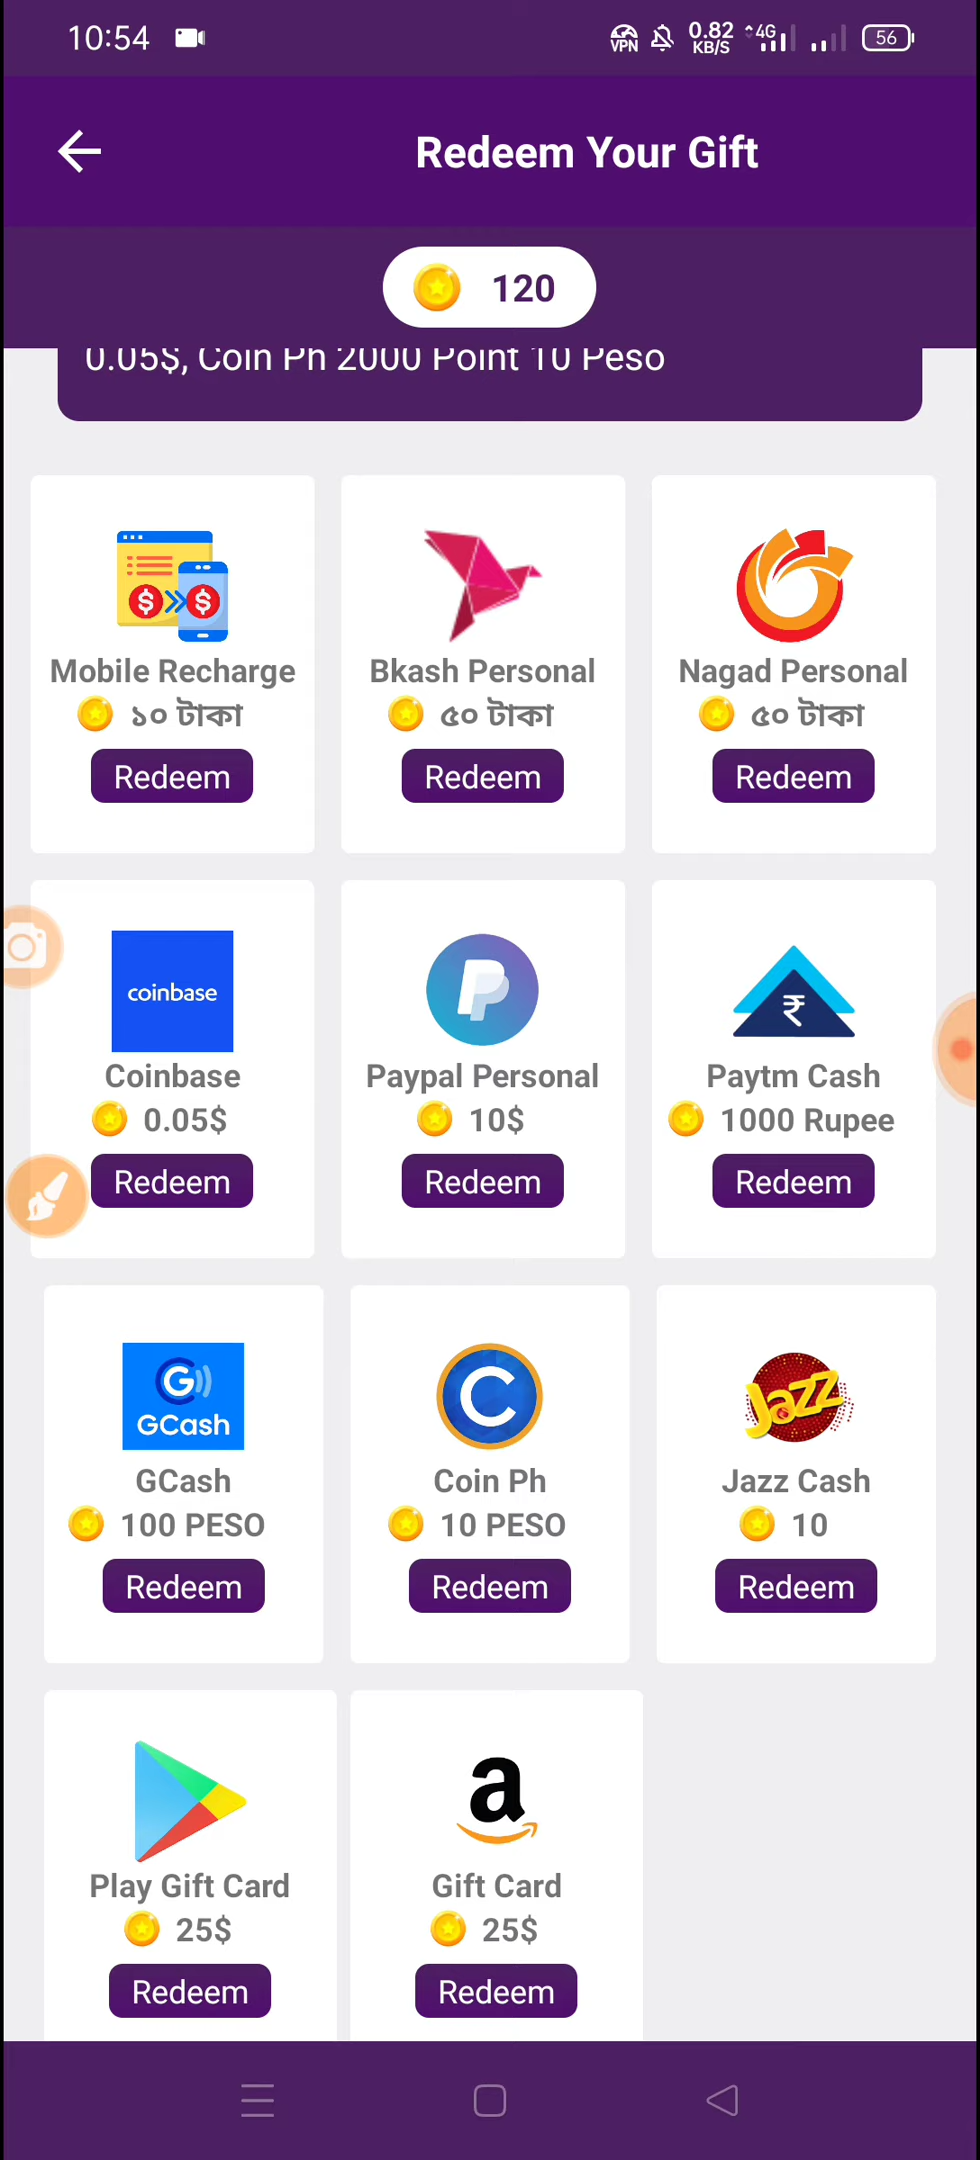 10:54
VPN 0.82 KB/S 4G 56
Redeem Your Gift
120
0.05$, Coin Ph 2000 Point 10 Peso
Mobile Recharge
১০ টাকা
Redeem
Bkash Personal
৫০ টাকা
Redeem
Nagad Personal
৫০ টাকা
Redeem
coinbase
Coinbase
0.05$
Redeem
Paypal Personal
10$
Redeem
₹
Paytm Cash
1000 Rupee
Redeem
GCash
GCash
100 PESO
Redeem
Coin Ph
10 PESO
Redeem
Jazz
Jazz Cash
10
Redeem
Play Gift Card
25$
Redeem
a
Gift Card
25$
Redeem